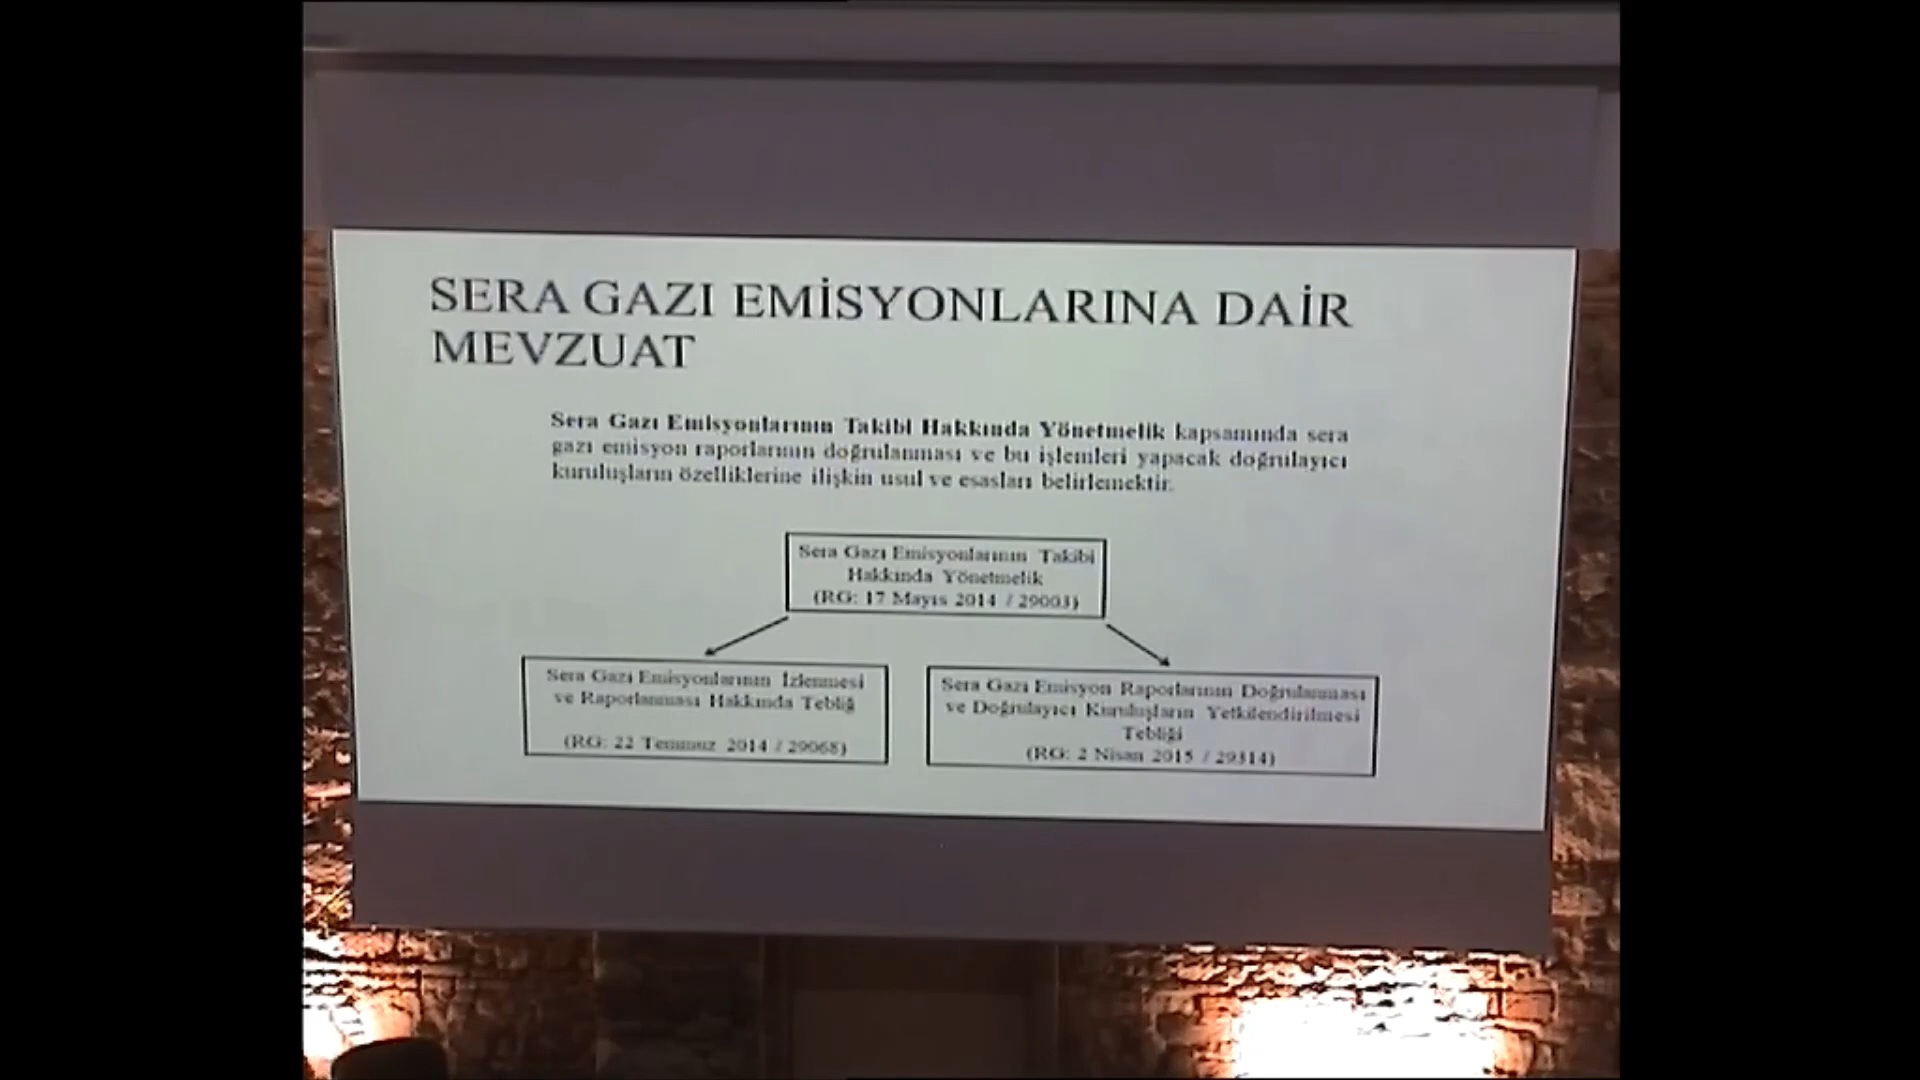 SERA GAZI EMİSYONLARINA DAİR
MEVZUAT
Sera Gazı Emisyonlarının Takibi Hakkında Yönetmelik kapsamında sera
gazı emisyon raporlarının doğrulanması ve bu işlemleri yapacak doğrulayıcı
kuruluşların özelliklerine ilişkin usul ve esasları belirlemektir.
Sera Gazı Emisyonlarının Takibi
Hakkında Yönetmelik
(RG: 17 Mayıs 2014 / 29003)
Sera Gazı Emisyonlarının İzlenmesi
ve Raporlanması Hakkında Tebliğ
(RG: 22 Temmuz 2014 / 29068)
Sera Gazı Emisyon Raporlarının Doğrulanması
ve Doğrulayıcı Kuruluşların Yetkilendirilmesi
Tebliği
(RG: 2 Nisan 2015 / 29314)